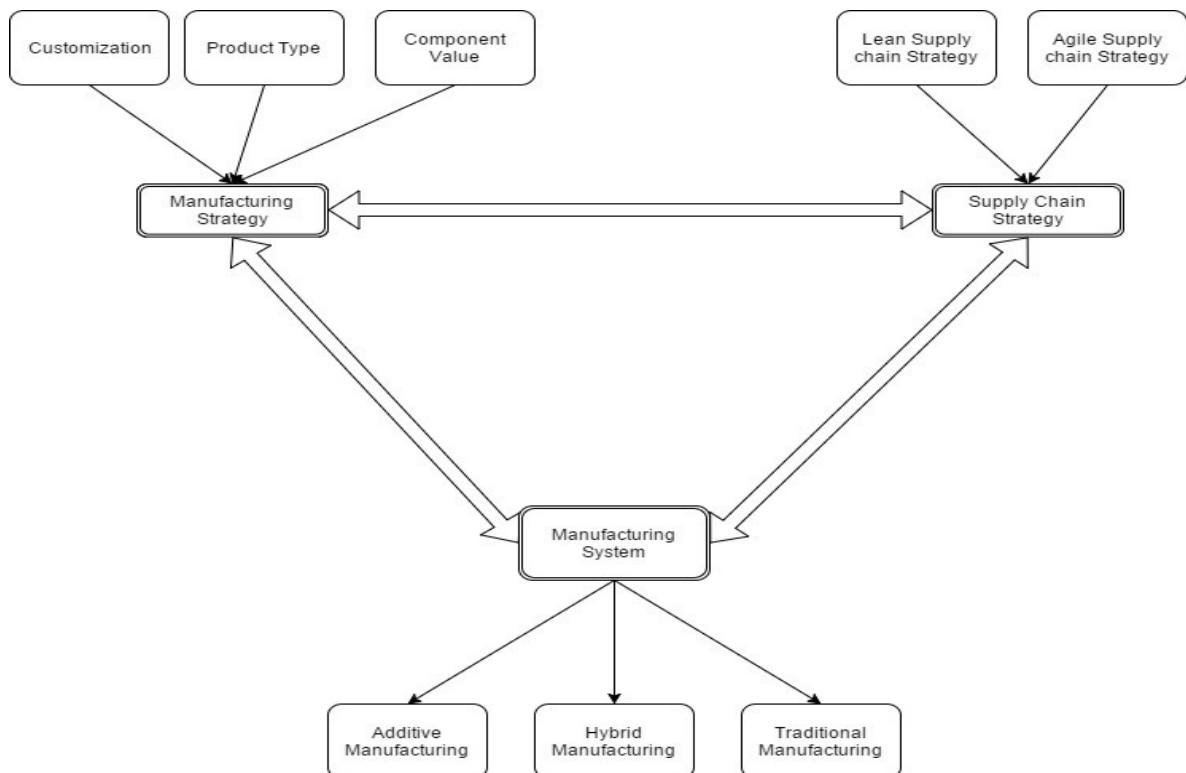 Customization
Product Type
Component
Value
Lean Supply
chain Strategy
Agile Supply
chain Strategy
Manufacturing
Strategy
Supply Chain
Strategy
Manufacturing
System
Additive
Manufacturing
Hybrid
Manufacturing
Traditional
Manufacturing